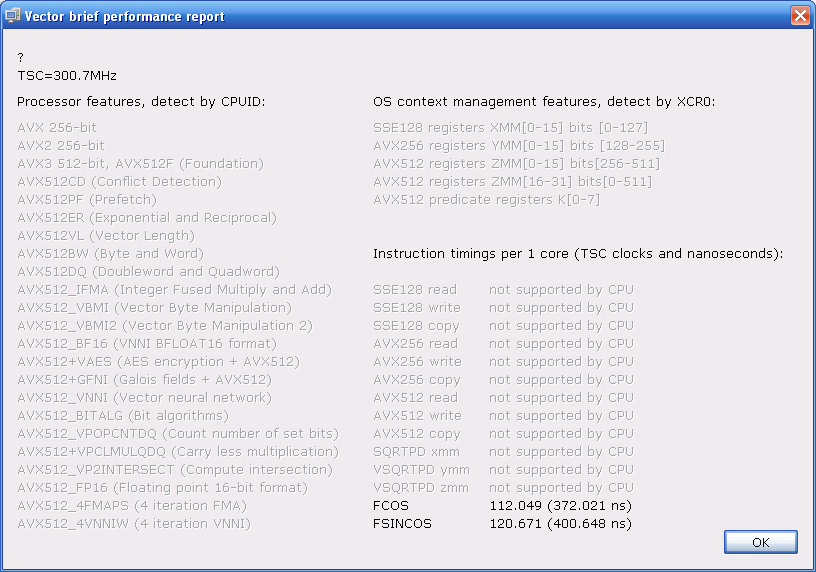 Vector brief performance report
?
TSC=300.7MHz
Processor features, detect by CPUID:
AVX 256-bit
AVX2 256-bit
AVX3 512-bit, AVX512F (Foundation)
AVX512CD (Conflict Detection)
AVX512PF (Prefetch)
AVX512ER (Exponential and Reciprocal)
AVX512VL (Vector Length)
AVX512BW (Byte and Word)
AVX512DQ (Doubleword and Quadword)
AVX512_IFMA (Integer Fused Multiply and Add)
AVX512_VBMI (Vector Byte Manipulation)
AVX512_VBMI2 (Vector Byte Manipulation 2)
AVX512_BF16 (VNNI BFLOAT16 format)
AVX512+VAES (AES encryption + AVX512)
AVX512+GFNI (Galois fields + AVX512)
AVX512_VNNI (Vector neural network)
AVX512_BITALG (Bit algorithms)
AVX512_VPOPCNTDQ (Count number of set bits)
AVX512+VPCLMULQDQ (Carry less multiplication)
AVX512_VP2INTERSECT (Compute intersection)
AVX512_FP16 (Floating point 16-bit format)
AVX512_4FMAPS (4 iteration FMA)
AVX512_4VNNIW (4 iteration VNNI)
OS context management features, detect by XCR0:
SSE128 registers XMM[0-15] bits [0-127]
AVX256 registers YMM[0-15] bits [128-255]
AVX512 registers ZMM[0-15] bits[256-511]
AVX512 registers ZMM[16-31] bits[0-511]
AVX512 predicate registers K[0-7]
Instruction timings per 1 core (TSC clocks and nanoseconds):
SSE128 read not supported by CPU
SSE128 write not supported by CPU
SSE128 copy not supported by CPU
AVX256 read not supported by CPU
AVX256 write not supported by CPU
AVX256 copy not supported by CPU
AVX512 read not supported by CPU
AVX512 write not supported by CPU
AVX512 copy not supported by CPU
SQRTPD xmm not supported by CPU
VSQRTPD ymm not supported by CPU
VSQRTPD zmm not supported by CPU
FCOS 112.049 (372.021 ns)
FSINCOS 120.671 (400.648 ns)
OK